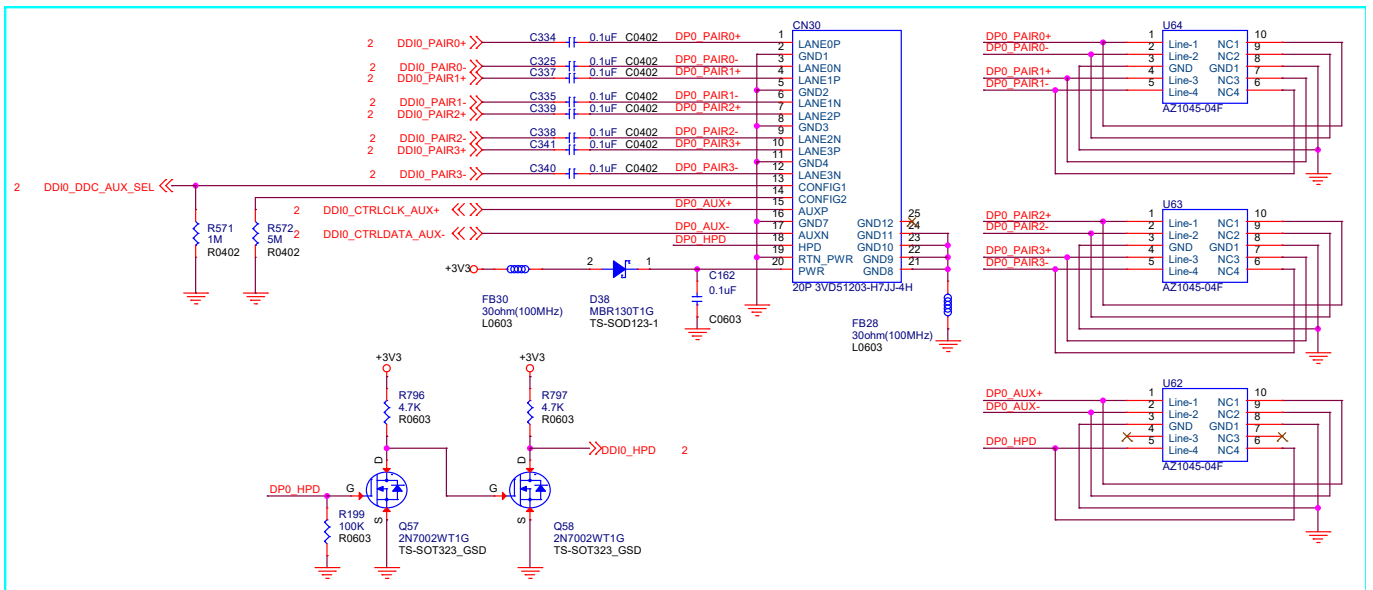 CN30
2 DDI0_PAIR0+ C334 0.1uF C0402 DP0_PAIR0+ 1 LANE0P
2 GND1
2 DDI0_PAIR0- C325 0.1uF C0402 DP0_PAIR0- 3 LANE0N
2 DDI0_PAIR1+ C337 0.1uF C0402 DP0_PAIR1+ 4 LANE1P
5 GND2
2 DDI0_PAIR1- C335 0.1uF C0402 DP0_PAIR1- 6 LANE1N
2 DDI0_PAIR2+ C339 0.1uF C0402 DP0_PAIR2+ 7 LANE2P
8 GND3
2 DDI0_PAIR2- C338 0.1uF C0402 DP0_PAIR2- 9 LANE2N
2 DDI0_PAIR3+ C341 0.1uF C0402 DP0_PAIR3+ 10 LANE3P
11 GND4
2 DDI0_PAIR3- C340 0.1uF C0402 DP0_PAIR3- 12 LANE3N
2 DDI0_DDC_AUX_SEL 13 CONFIG1
14 CONFIG2
2 DDI0_CTRLCLK_AUX+ DP0_AUX+ 15 AUXP
16 GND7 GND12 25
2 DDI0_CTRLDATA_AUX- DP0_AUX- 17 AUXN GND11 24
DP0_HPD 18 HPD GND10 23
19 RTN_PWR GND9 22
+3V3 2 1 20 PWR GND8 21
20P 3VD51203-H7JJ-4H
R571
1M
R0402
R572
5M
R0402
FB30
30ohm(100MHz)
L0603
D38
MBR130T1G
TS-SOD123-1
C162
0.1uF
C0603
FB28
30ohm(100MHz)
L0603
+3V3
R796
4.7K
R0603
+3V3
R797
4.7K
R0603
DDI0_HPD 2
DP0_HPD
R199
100K
R0603
D
G
S
Q57
2N7002WT1G
TS-SOT323_GSD
D
G
S
Q58
2N7002WT1G
TS-SOT323_GSD
U64
DP0_PAIR0+ 1 Line-1 NC1 10
DP0_PAIR0- 2 Line-2 NC2 9
3 GND GND1 8
DP0_PAIR1+ 4 Line-3 NC3 7
DP0_PAIR1- 5 Line-4 NC4 6
AZ1045-04F
U63
DP0_PAIR2+ 1 Line-1 NC1 10
DP0_PAIR2- 2 Line-2 NC2 9
3 GND GND1 8
DP0_PAIR3+ 4 Line-3 NC3 7
DP0_PAIR3- 5 Line-4 NC4 6
AZ1045-04F
U62
DP0_AUX+ 1 Line-1 NC1 10
DP0_AUX- 2 Line-2 NC2 9
3 GND GND1 8
4 Line-3 NC3 7
DP0_HPD 5 Line-4 NC4 6
AZ1045-04F